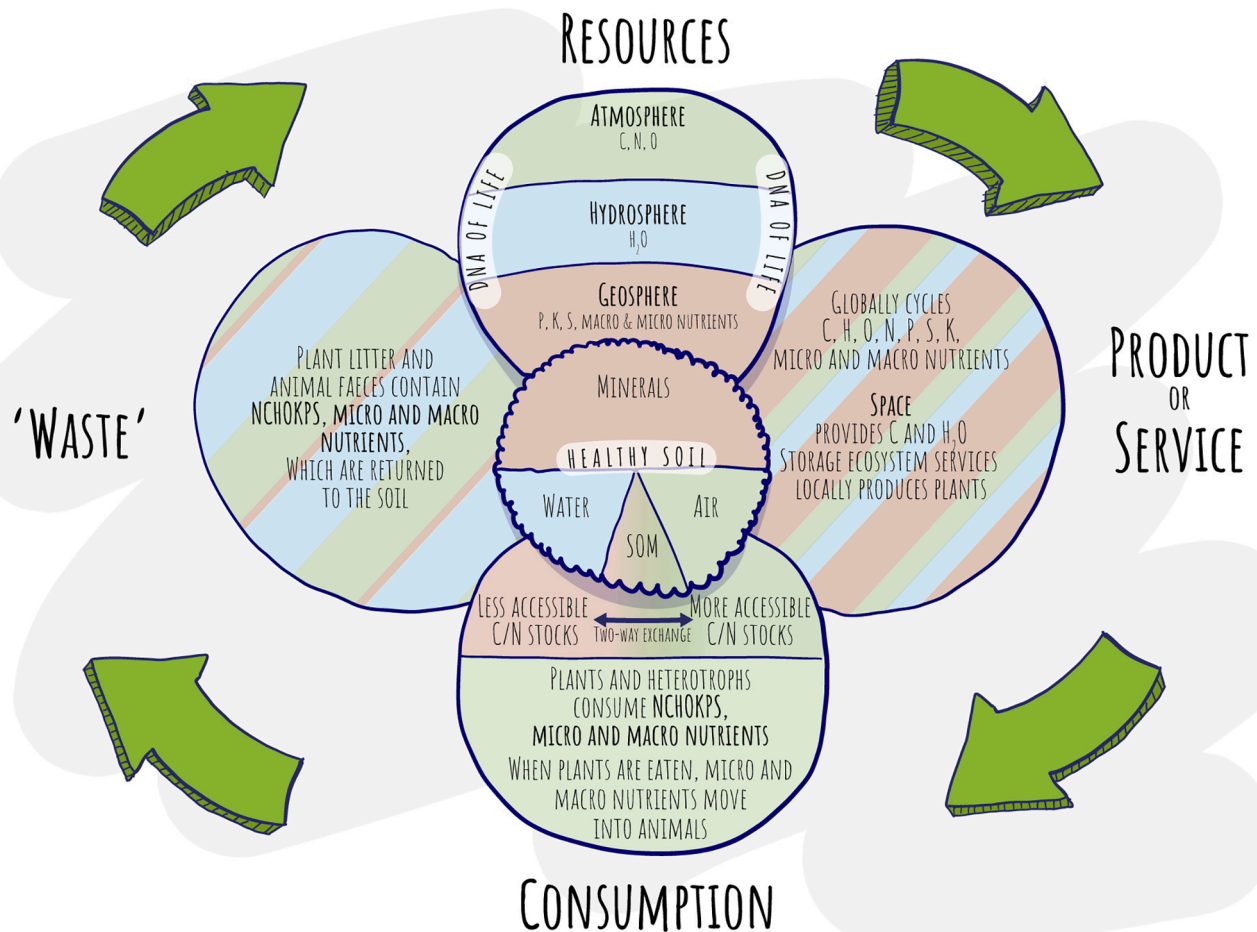 RESOURCES
ATMOSPHERE
C, N, O
DNA OF LIFE
DNA OF LIFE
HYDROSPHERE
H₂O
GEOSPHERE
P, K, S, MACRO & MICRO NUTRIENTS
GLOBALLY CYCLES
C, H, O, N, P, S, K,
MICRO AND MACRO NUTRIENTS
SPACE
PROVIDES C AND H₂O
STORAGE ECOSYSTEM SERVICES
LOCALLY PRODUCES PLANTS
PRODUCT
OR
SERVICE
MINERALS
HEALTHY SOIL
WATER
AIR
SOM
LESS ACCESSIBLE
C/N STOCKS
TWO-WAY EXCHANGE
MORE ACCESSIBLE
C/N STOCKS
PLANTS AND HETEROTROPHS
CONSUME NCHOKPS,
MICRO AND MACRO NUTRIENTS
WHEN PLANTS ARE EATEN, MICRO AND
MACRO NUTRIENTS MOVE
INTO ANIMALS
CONSUMPTION
'WASTE'
PLANT LITTER AND
ANIMAL FAECES CONTAIN
NCHOKPS, MICRO AND MACRO
NUTRIENTS,
WHICH ARE RETURNED
TO THE SOIL